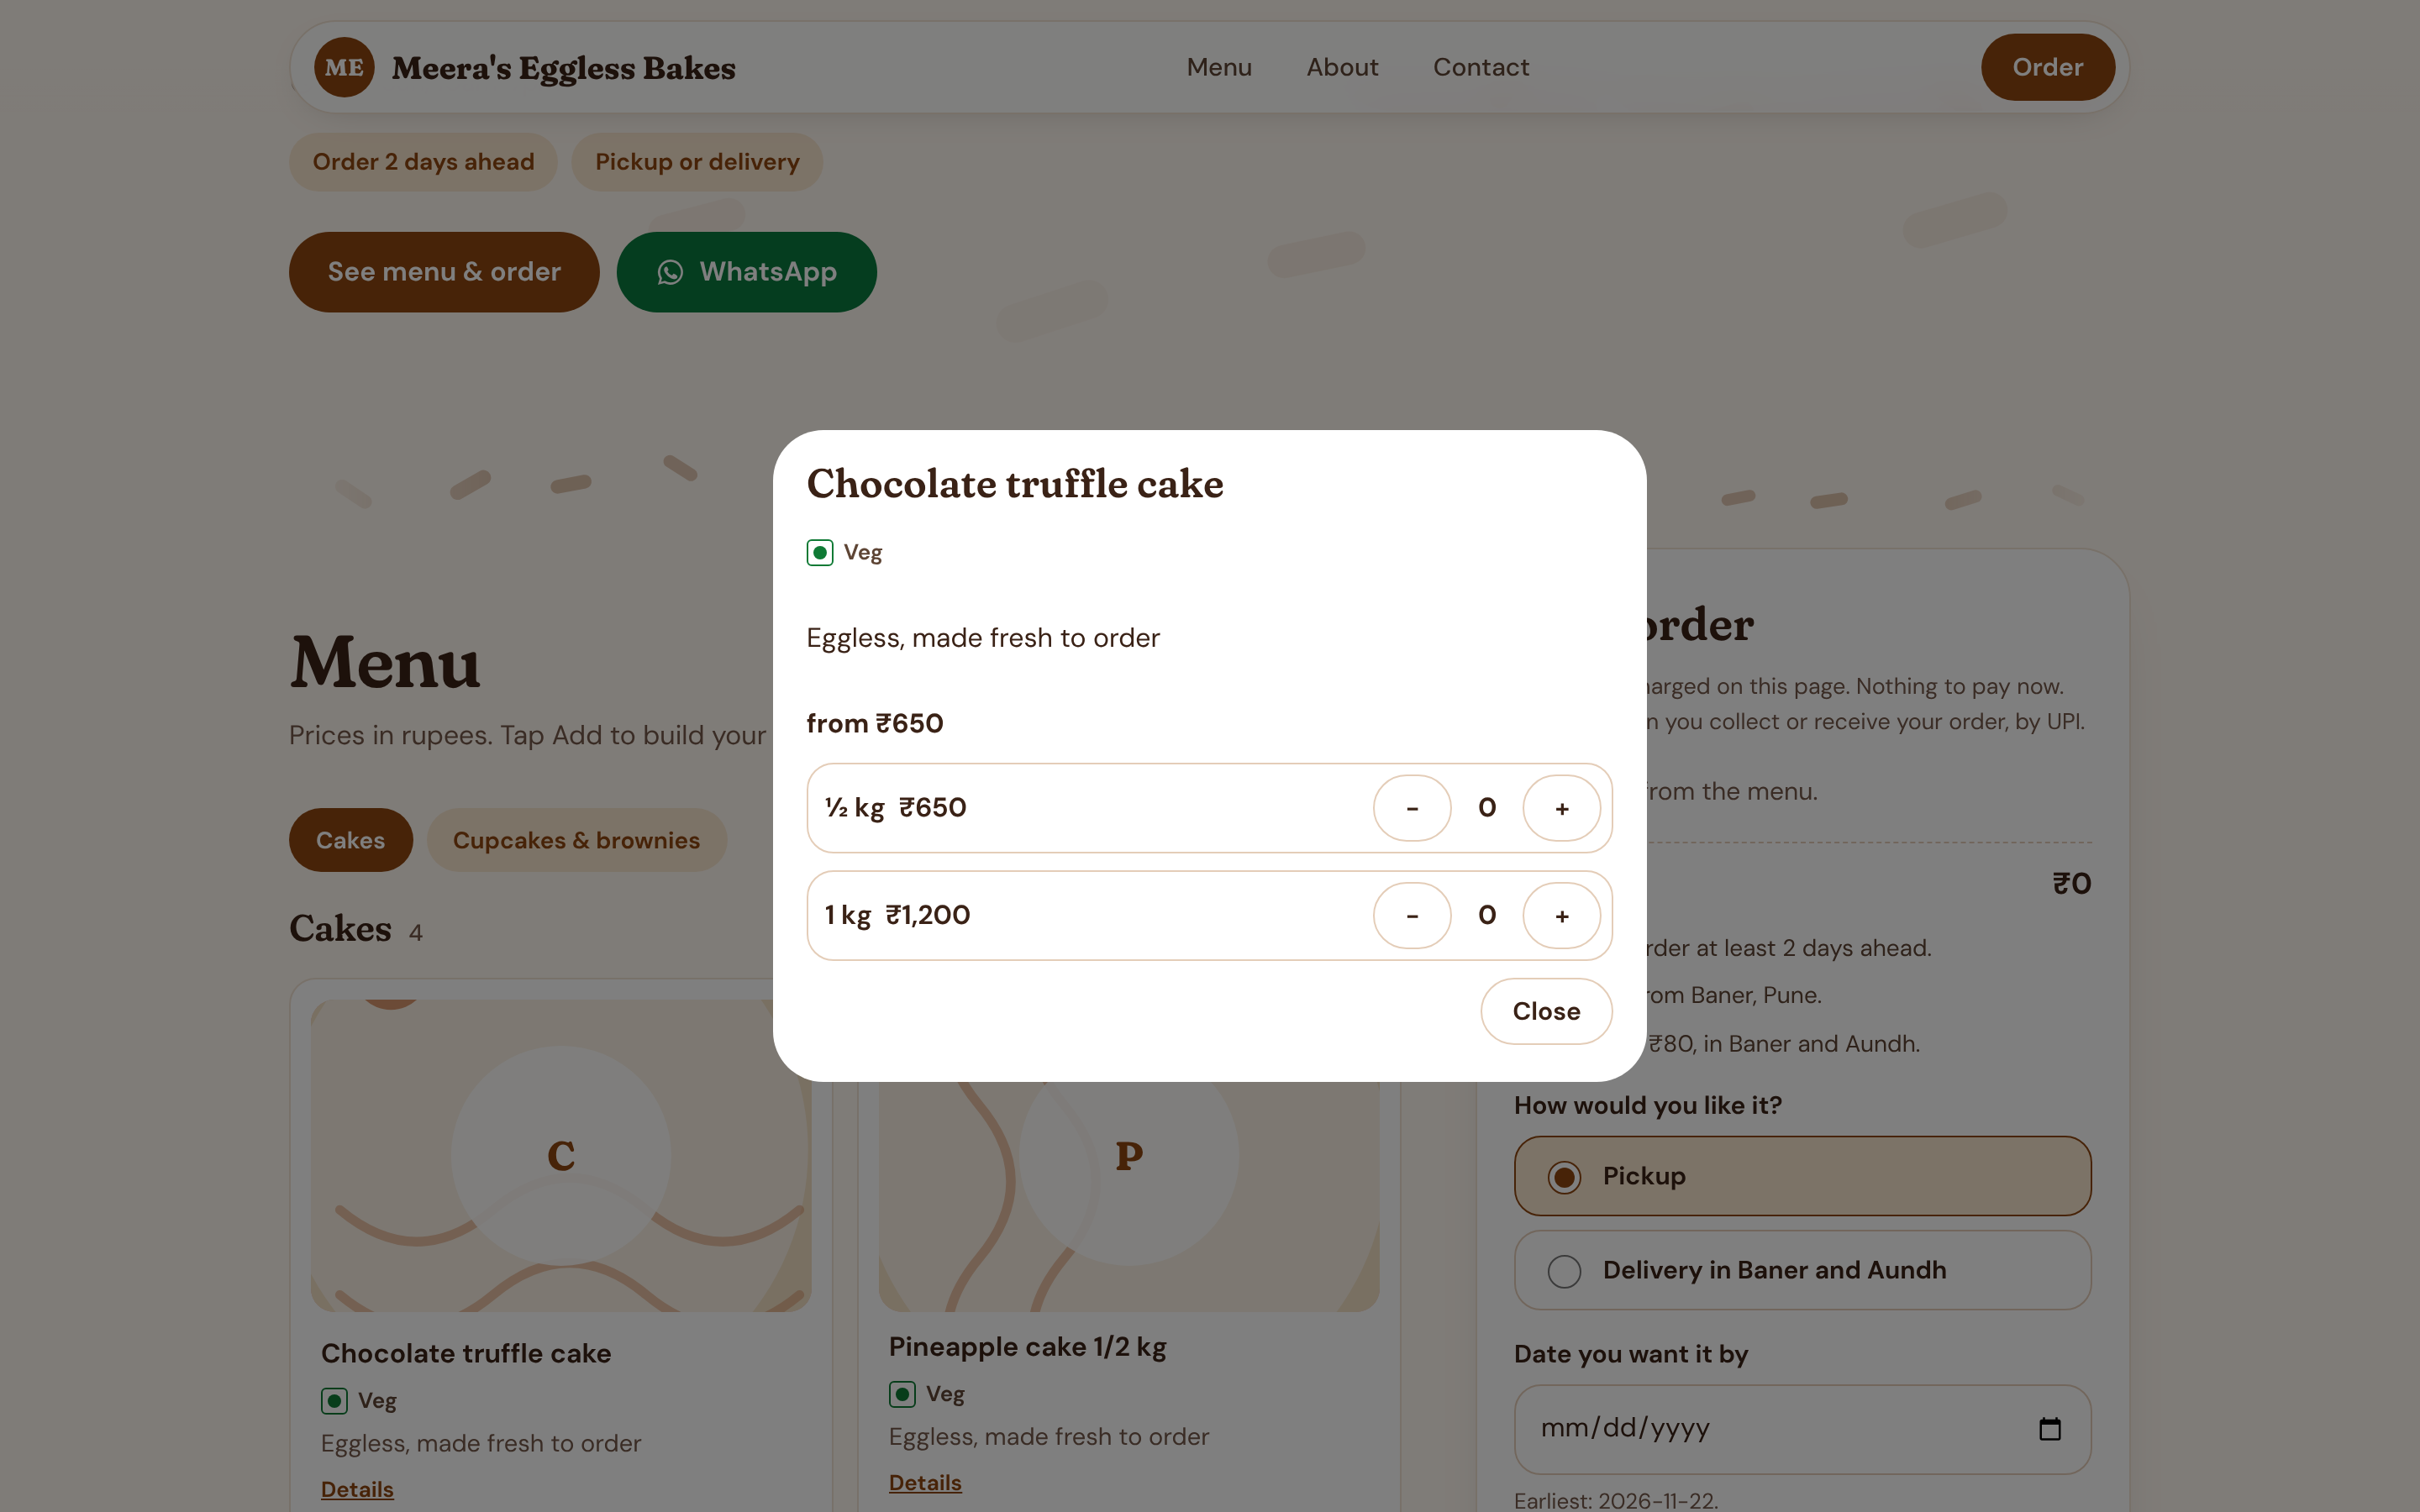 ME Meera's Eggless Bakes
Menu About Contact
Order
Order 2 days ahead
Pickup or delivery
See menu & order
WhatsApp
Chocolate truffle cake
Veg
Eggless, made fresh to order
from ₹650
½ kg ₹650
- 0 +
1 kg ₹1,200
- 0 +
Close
Menu
Prices in rupees. Tap Add to build your
Cakes
Cupcakes & brownies
Cakes 4
C
Chocolate truffle cake
Veg
Eggless, made fresh to order
Details
P
Pineapple cake 1/2 kg
Veg
Eggless, made fresh to order
Details
order
on this page. Nothing to pay now.
you collect or receive your order, by UPI.
from the menu.
₹0
at least 2 days ahead.
from Baner, Pune.
₹80, in Baner and Aundh.
How would you like it?
Pickup
Delivery in Baner and Aundh
Date you want it by
mm/dd/yyyy
Earliest: 2026-11-22.